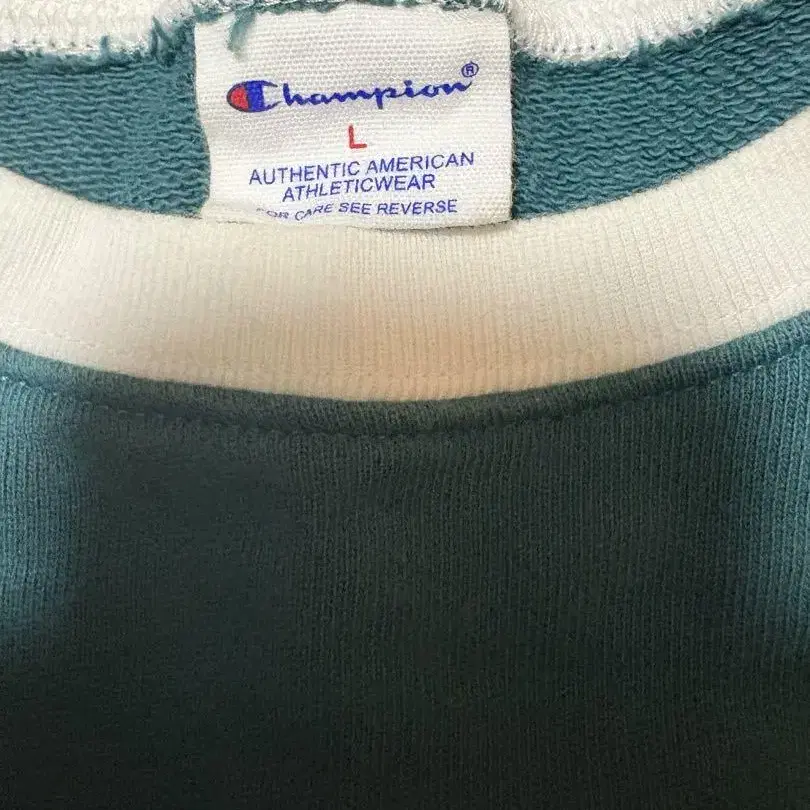 Champion®
L
AUTHENTIC AMERICAN
ATHLETICWEAR
FOR CARE SEE REVERSE